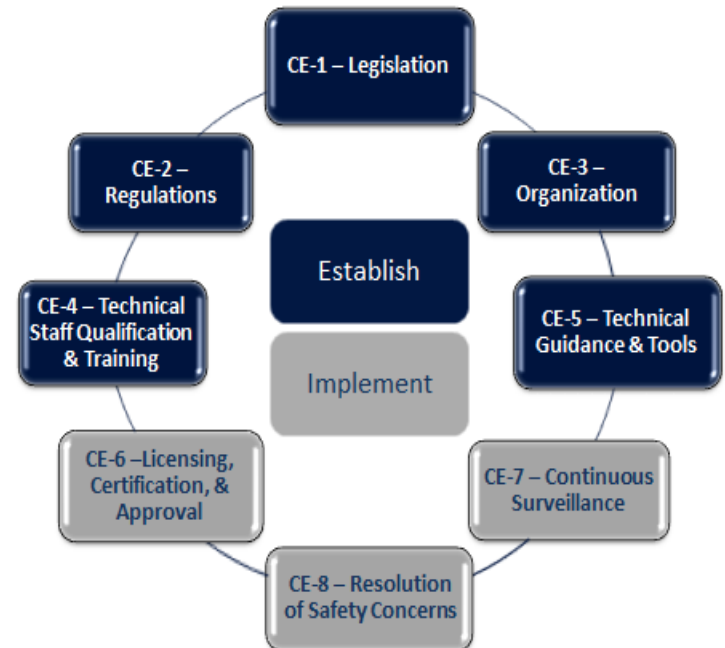 CE-1 – Legislation
CE-2 –
Regulations
CE-3 –
Organization
Establish
CE-4 – Technical
Staff Qualification
& Training
CE-5 – Technical
Guidance & Tools
Implement
CE-6 –Licensing,
Certification, &
Approval
CE-7 – Continuous
Surveillance
CE-8 – Resolution
of Safety Concerns